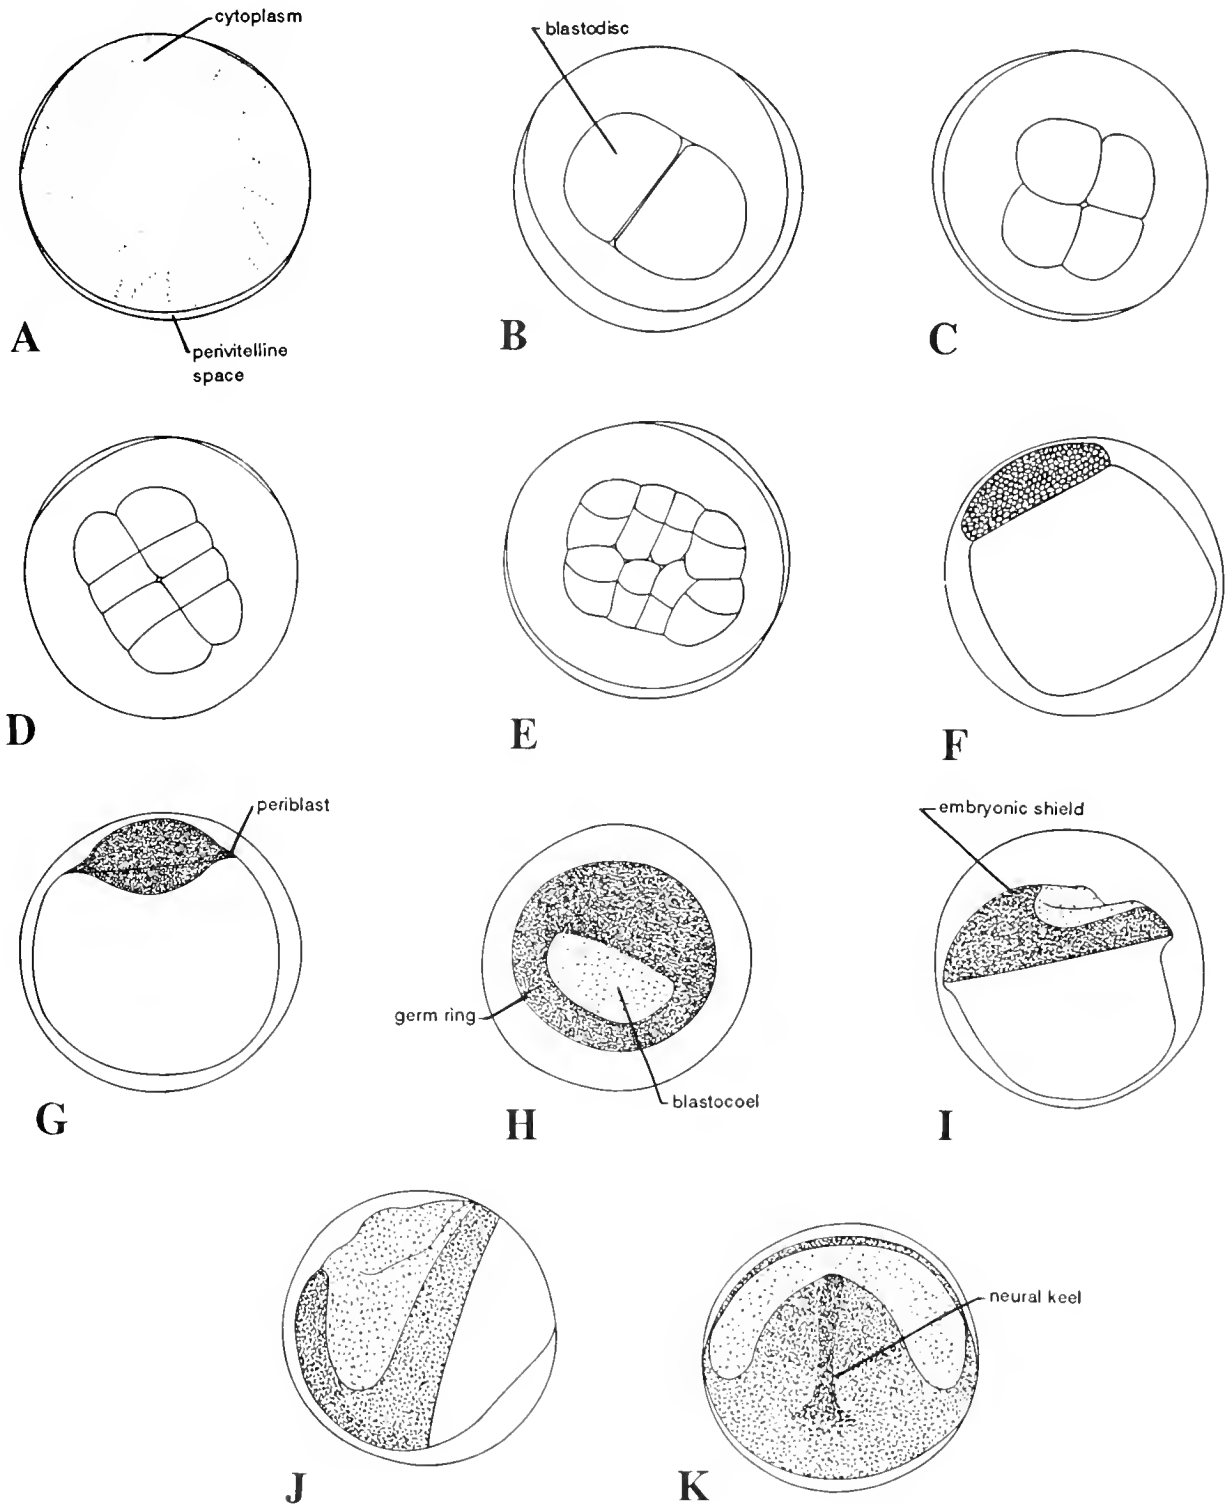 cytoplasm
A
perivitelline
space
blastodisc
B
C
D
E
F
periblast
G
germ ring
blastocoel
H
embryonic shield
I
J
neural keel
K